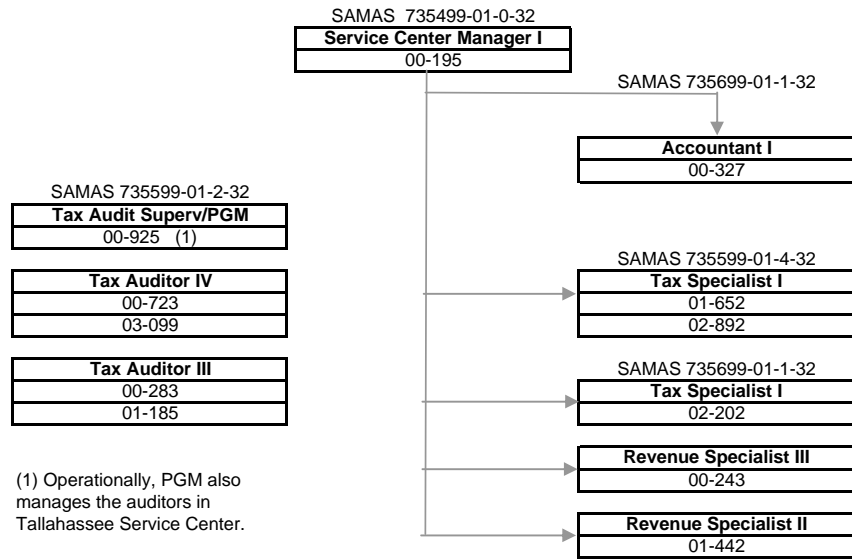 SAMAS 735499-01-0-32
Service Center Manager I
00-195
SAMAS 735699-01-1-32
Accountant I
00-327
SAMAS 735599-01-2-32
Tax Audit Superv/PGM
00-925 (1)
Tax Auditor IV
00-723
03-099
Tax Auditor III
00-283
01-185
(1) Operationally, PGM also
manages the auditors in
Tallahassee Service Center.
SAMAS 735599-01-4-32
Tax Specialist I
01-652
02-892
SAMAS 735699-01-1-32
Tax Specialist I
02-202
Revenue Specialist III
00-243
Revenue Specialist II
01-442